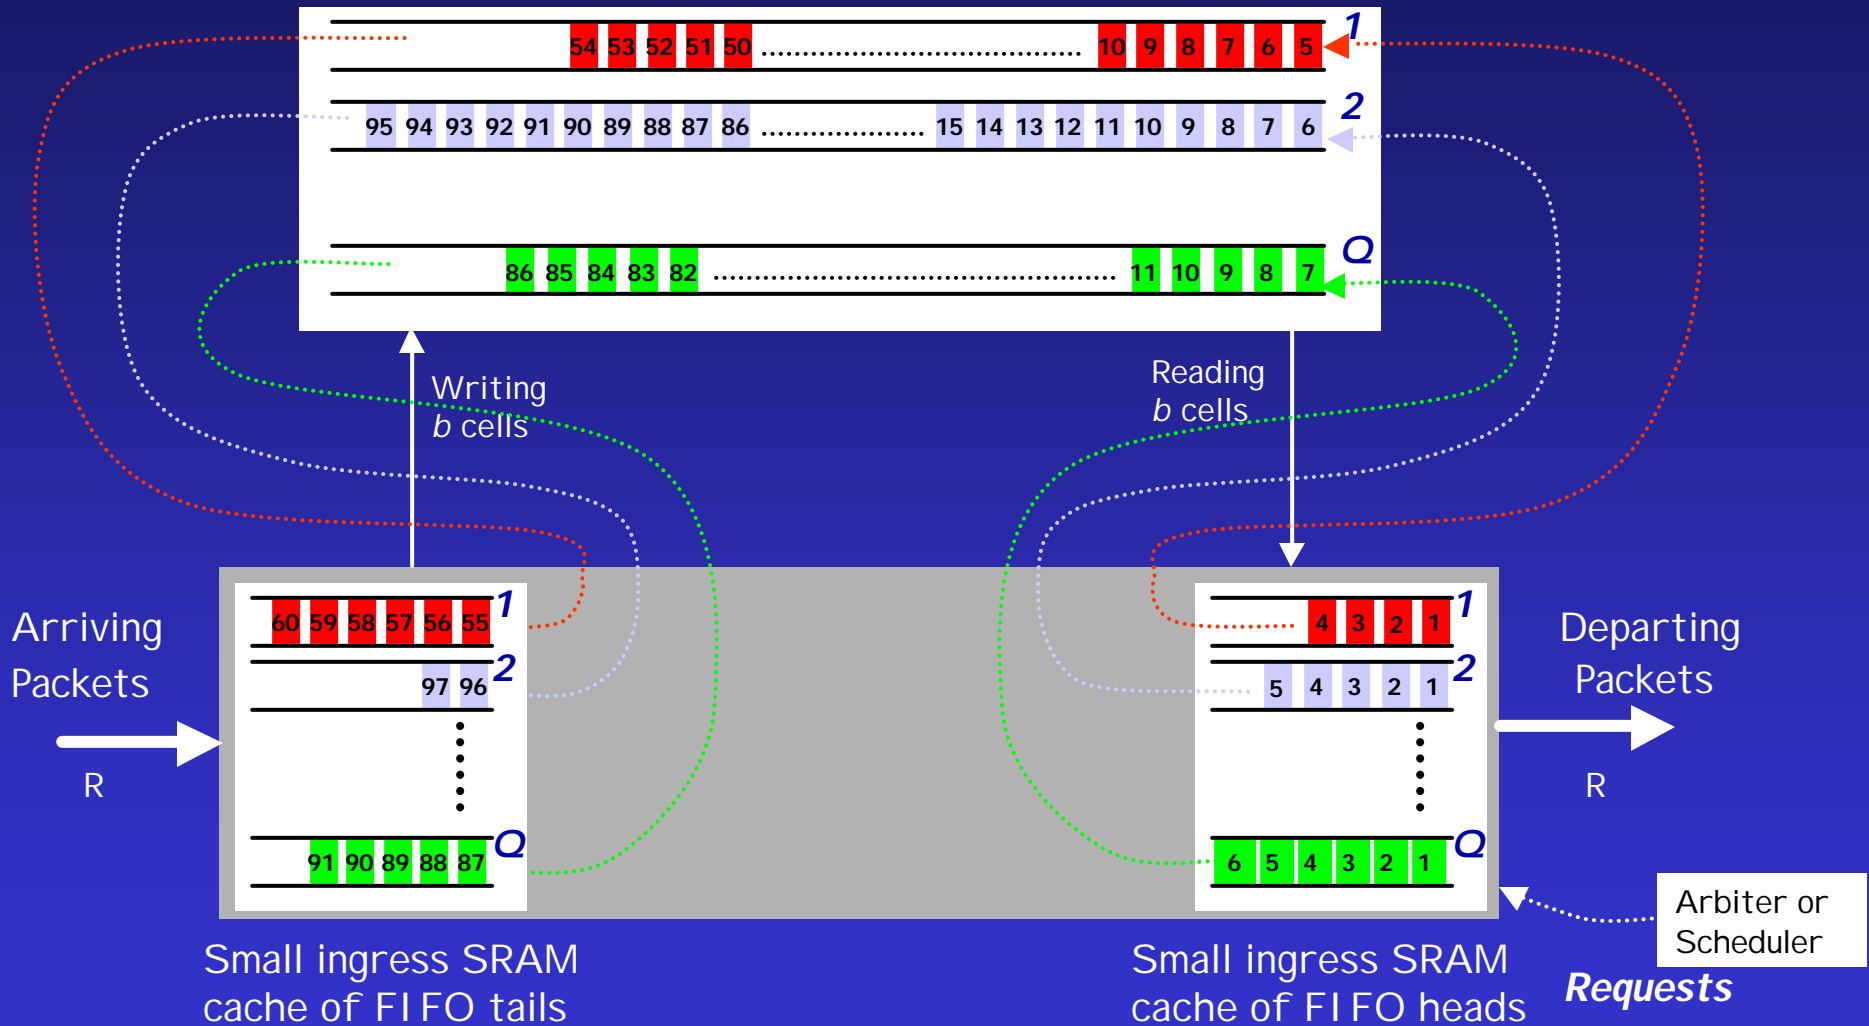 54 53 52 51 50 ........................................ 10 9 8 7 6 5 1
95 94 93 92 91 90 89 88 87 86 .................... 15 14 13 12 11 10 9 8 7 6 2
86 85 84 83 82 .................................................. 11 10 9 8 7 Q
Writing
b cells
Reading
b cells
Arriving
Packets
R
60 59 58 57 56 55 1
97 96 2
91 90 89 88 87 Q
4 3 2 1 1
5 4 3 2 1 2
6 5 4 3 2 1 Q
Departing
Packets
R
Arbiter or
Scheduler
Requests
Small ingress SRAM
cache of FIFO tails
Small ingress SRAM
cache of FIFO heads